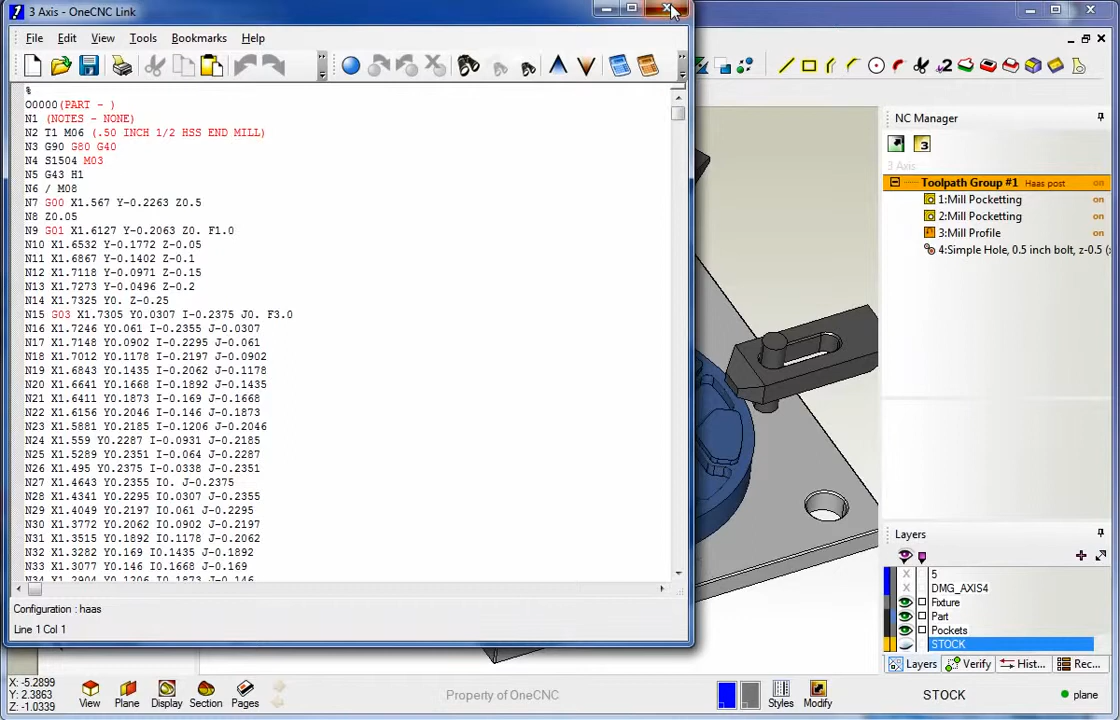 3 Axis - OneCNC Link
File Edit View Tools Bookmarks Help
%
O0000(PART - )
N1 (NOTES - NONE)
N2 T1 M06 (.50 INCH 1/2 HSS END MILL)
N3 G90 G80 G40
N4 S1504 M03
N5 G43 H1
N6 / M08
N7 G00 X1.567 Y-0.2263 Z0.5
N8 Z0.05
N9 G01 X1.6127 Y-0.2063 Z0. F1.0
N10 X1.6532 Y-0.1772 Z-0.05
N11 X1.6867 Y-0.1402 Z-0.1
N12 X1.7118 Y-0.0971 Z-0.15
N13 X1.7273 Y-0.0496 Z-0.2
N14 X1.7325 Y0. Z-0.25
N15 G03 X1.7305 Y0.0307 I-0.2375 J0. F3.0
N16 X1.7246 Y0.061 I-0.2355 J-0.0307
N17 X1.7148 Y0.0902 I-0.2295 J-0.061
N18 X1.7012 Y0.1178 I-0.2197 J-0.0902
N19 X1.6843 Y0.1435 I-0.2062 J-0.1178
N20 X1.6641 Y0.1668 I-0.1892 J-0.1435
N21 X1.6411 Y0.1873 I-0.169 J-0.1668
N22 X1.6156 Y0.2046 I-0.146 J-0.1873
N23 X1.5881 Y0.2185 I-0.1206 J-0.2046
N24 X1.559 Y0.2287 I-0.0931 J-0.2185
N25 X1.5289 Y0.2351 I-0.064 J-0.2287
N26 X1.495 Y0.2375 I-0.0338 J-0.2351
N27 X1.4643 Y0.2355 I0. J-0.2375
N28 X1.4341 Y0.2295 I0.0307 J-0.2355
N29 X1.4049 Y0.2197 I0.061 J-0.2295
N30 X1.3772 Y0.2062 I0.0902 J-0.2197
N31 X1.3515 Y0.1892 I0.1178 J-0.2062
N32 X1.3282 Y0.169 I0.1435 J-0.1892
N33 X1.3077 Y0.146 I0.1668 J-0.169
N34 X1.2904 Y0.1206 I0.1873 J-0.146
Configuration : haas
Line 1 Col 1
NC Manager
3
3 Axis
Toolpath Group #1 Haas post on
1:Mill Pocketting on
2:Mill Pocketting on
3:Mill Profile on
4:Simple Hole, 0.5 inch bolt, z-0.5 (
Layers
5
DMG_AXIS4
Fixture
Part
Pockets
STOCK
Layers Verify Hist... Rec...
X: -5.2899
Y: 2.3863
Z: -1.0339
View Plane Display Section Pages
Property of OneCNC
Styles Modify
STOCK
plane